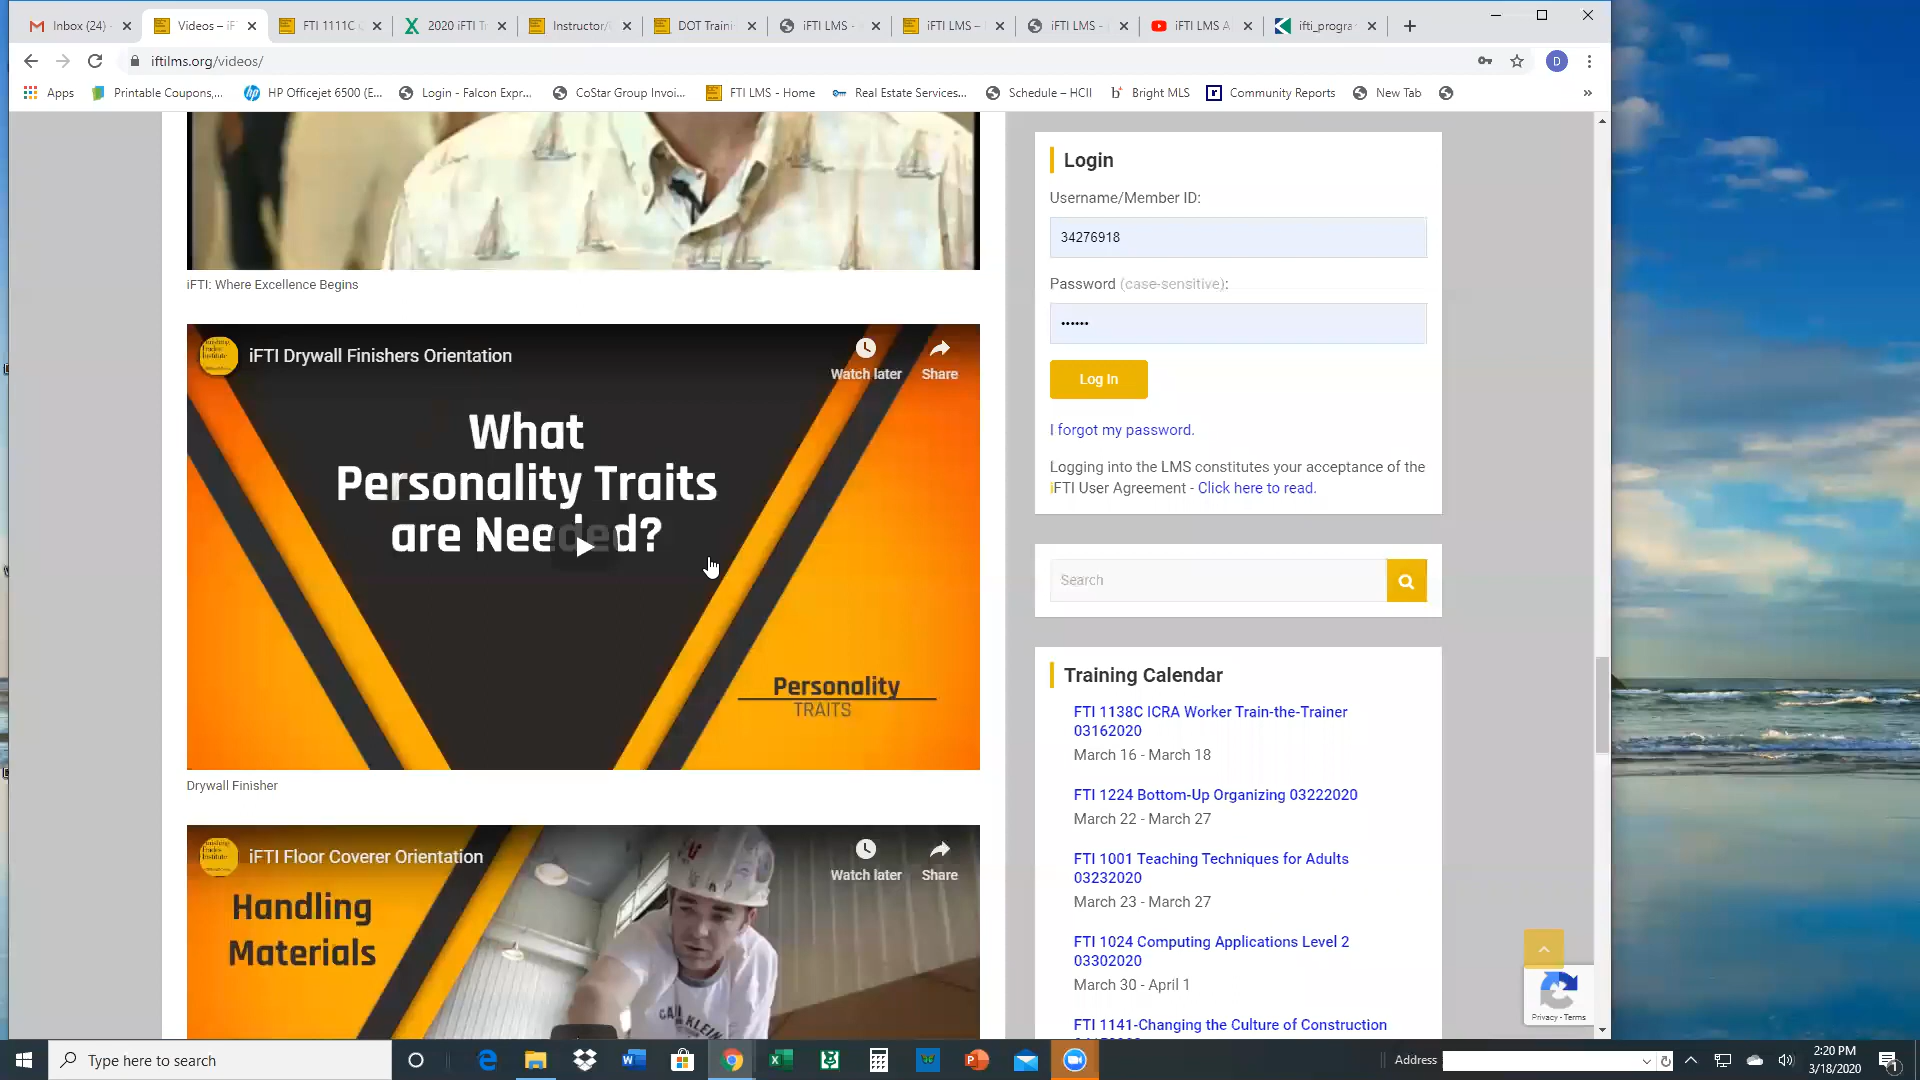 Inbox (24)
Videos – iF
FTI 1111C
2020 iFTI Tr
Instructor/
DOT Traini
iFTI LMS -
iFTI LMS –
iFTI LMS -
iFTI LMS A
ifti_progra
iftilms.org/videos/
D
Apps
Printable Coupons,...
HP Officejet 6500 (E...
Login - Falcon Expr...
CoStar Group Invoi...
FTI LMS - Home
Real Estate Services...
Schedule – HCII
Bright MLS
Community Reports
New Tab
»
iFTI: Where Excellence Begins
iFTI Drywall Finishers Orientation
Watch later
Share
What
Personality Traits
are Needed?
Personality
TRAITS
Drywall Finisher
iFTI Floor Coverer Orientation
Watch later
Share
Handling
Materials
Login
Username/Member ID:
34276918
Password (case-sensitive):
••••••
Log In
I forgot my password.
Logging into the LMS constitutes your acceptance of the
iFTI User Agreement - Click here to read.
Search
Training Calendar
FTI 1138C ICRA Worker Train-the-Trainer
03162020
March 16 - March 18
FTI 1224 Bottom-Up Organizing 03222020
March 22 - March 27
FTI 1001 Teaching Techniques for Adults
03232020
March 23 - March 27
FTI 1024 Computing Applications Level 2
03302020
March 30 - April 1
FTI 1141-Changing the Culture of Construction
Privacy - Terms
Type here to search
Address
2:20 PM
3/18/2020
1